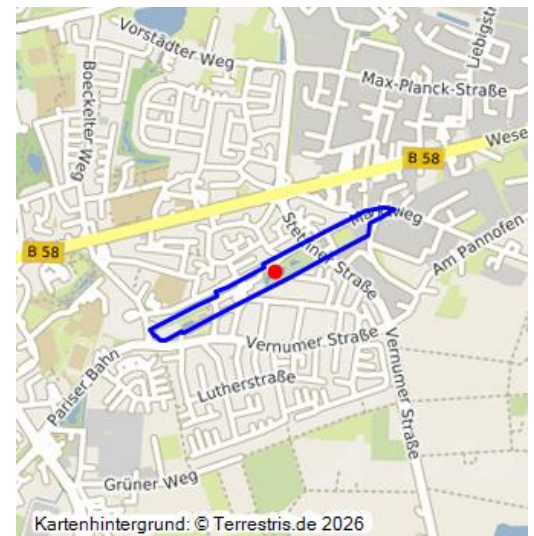 Vorstädter Weg
Liebigstr
Boeckelter Weg
Max-Planck-Straße
B 58
Wese
Stettiner Straße
Am Pannofen
B 58
Vernumer Straße
Pariser Bahn
Lutherstraße
Vernumer Straße
Grüner Weg
Kartenhintergrund: © Terrestris.de 2026